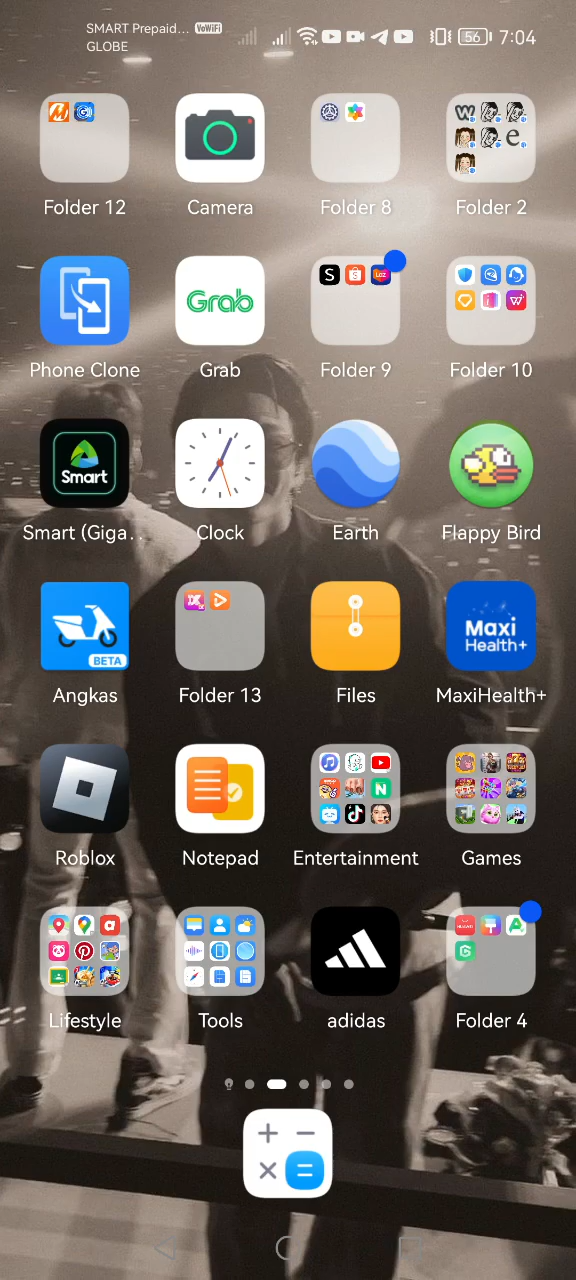 SMART Prepaid... VoWiFi
GLOBE
56 7:04
Folder 12 Camera Folder 8 Folder 2
Grab
Phone Clone Grab Folder 9 Folder 10
Smart
Smart (Giga.. Clock Earth Flappy Bird
BETA
Maxi
Health+
Angkas Folder 13 Files MaxiHealth+
Roblox Notepad Entertainment Games
Lifestyle Tools adidas Folder 4